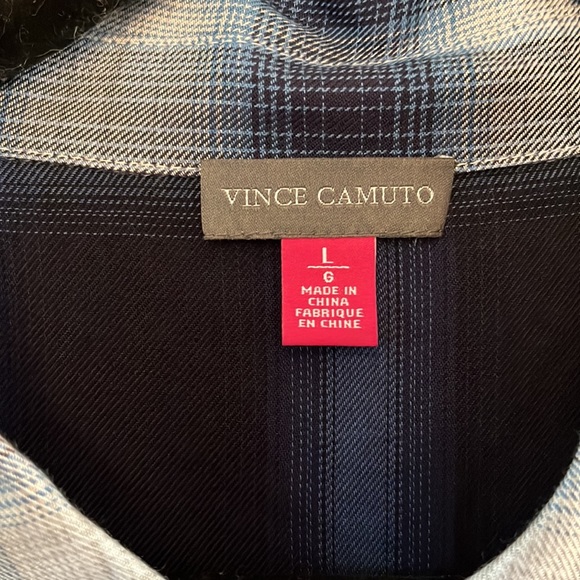 VINCE CAMUTO
L
G
MADE IN
CHINA
FABRIQUE
EN CHINE